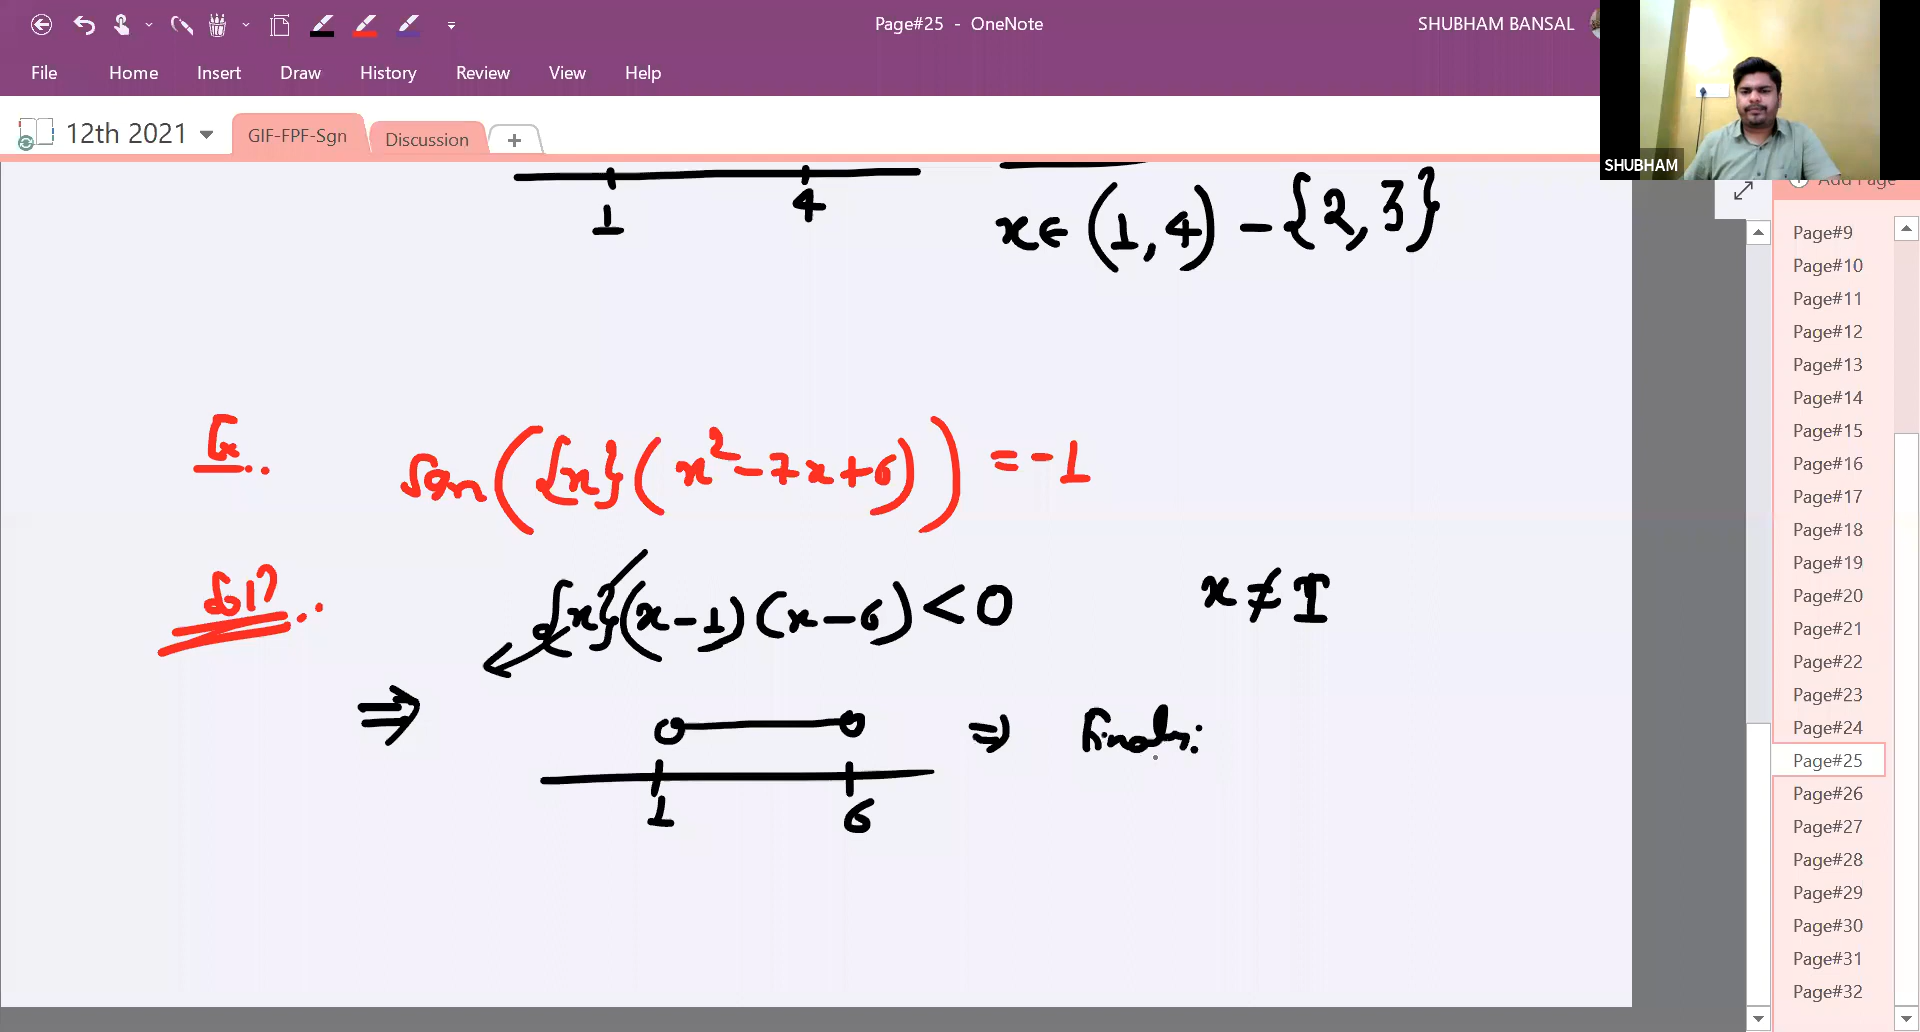 Page#25 - OneNote
SHUBHAM BANSAL
File Home Insert Draw History Review View Help
12th 2021
GIF-FPF-Sgn
Discussion
+
SHUBHAM
Add Page
1 4
x∈ (1, 4) - {2, 3}
Ex.
Sgn({x}(x²-7x+6)) = -1
Solⁿ.
{x}(x-1)(x-6) < 0
x ≠ I
⇒
1 6
⇒ Finally:
Page#9
Page#10
Page#11
Page#12
Page#13
Page#14
Page#15
Page#16
Page#17
Page#18
Page#19
Page#20
Page#21
Page#22
Page#23
Page#24
Page#25
Page#26
Page#27
Page#28
Page#29
Page#30
Page#31
Page#32